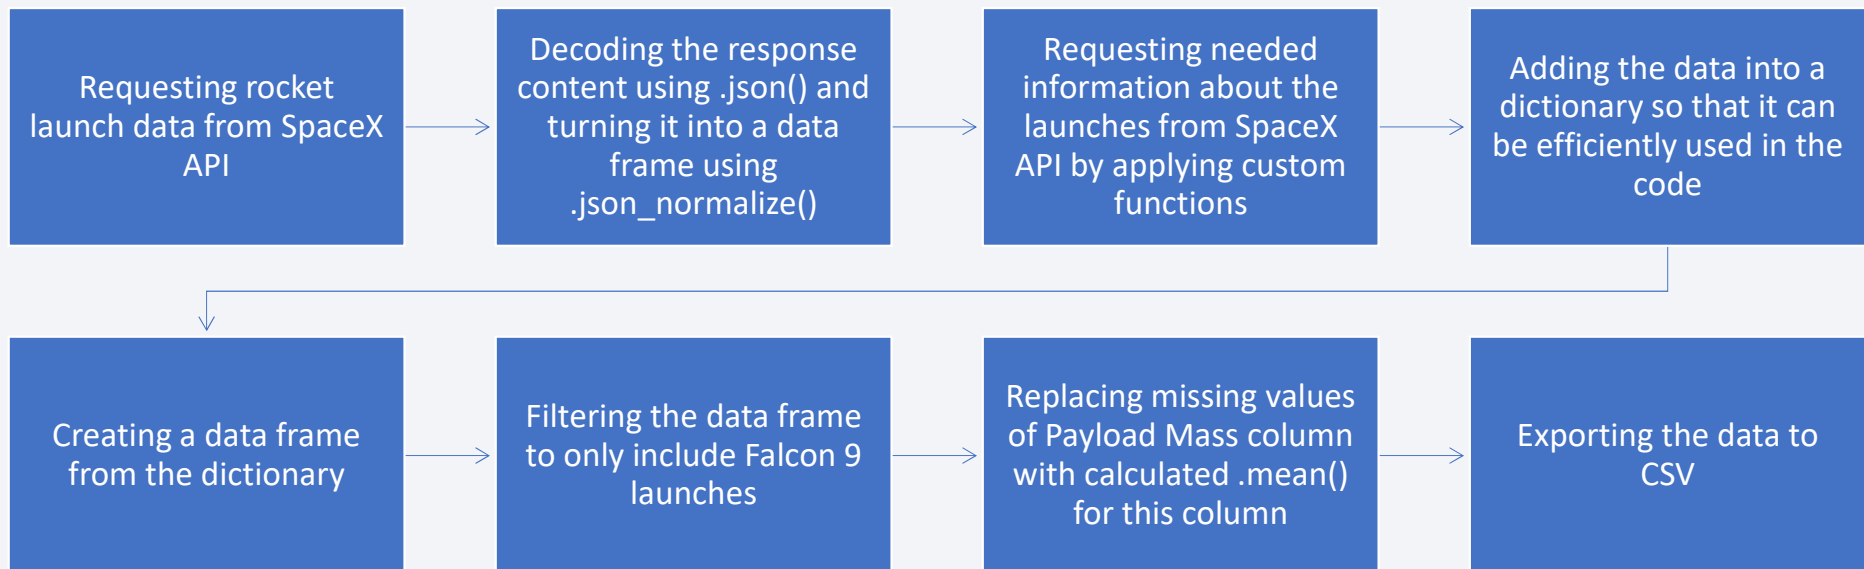 Requesting rocket
launch data from SpaceX
API
Decoding the response
content using .json() and
turning it into a data
frame using
.json_normalize()
Requesting needed
information about the
launches from SpaceX
API by applying custom
functions
Adding the data into a
dictionary so that it can
be efficiently used in the
code
Creating a data frame
from the dictionary
Filtering the data frame
to only include Falcon 9
launches
Replacing missing values
of Payload Mass column
with calculated .mean()
for this column
Exporting the data to
CSV